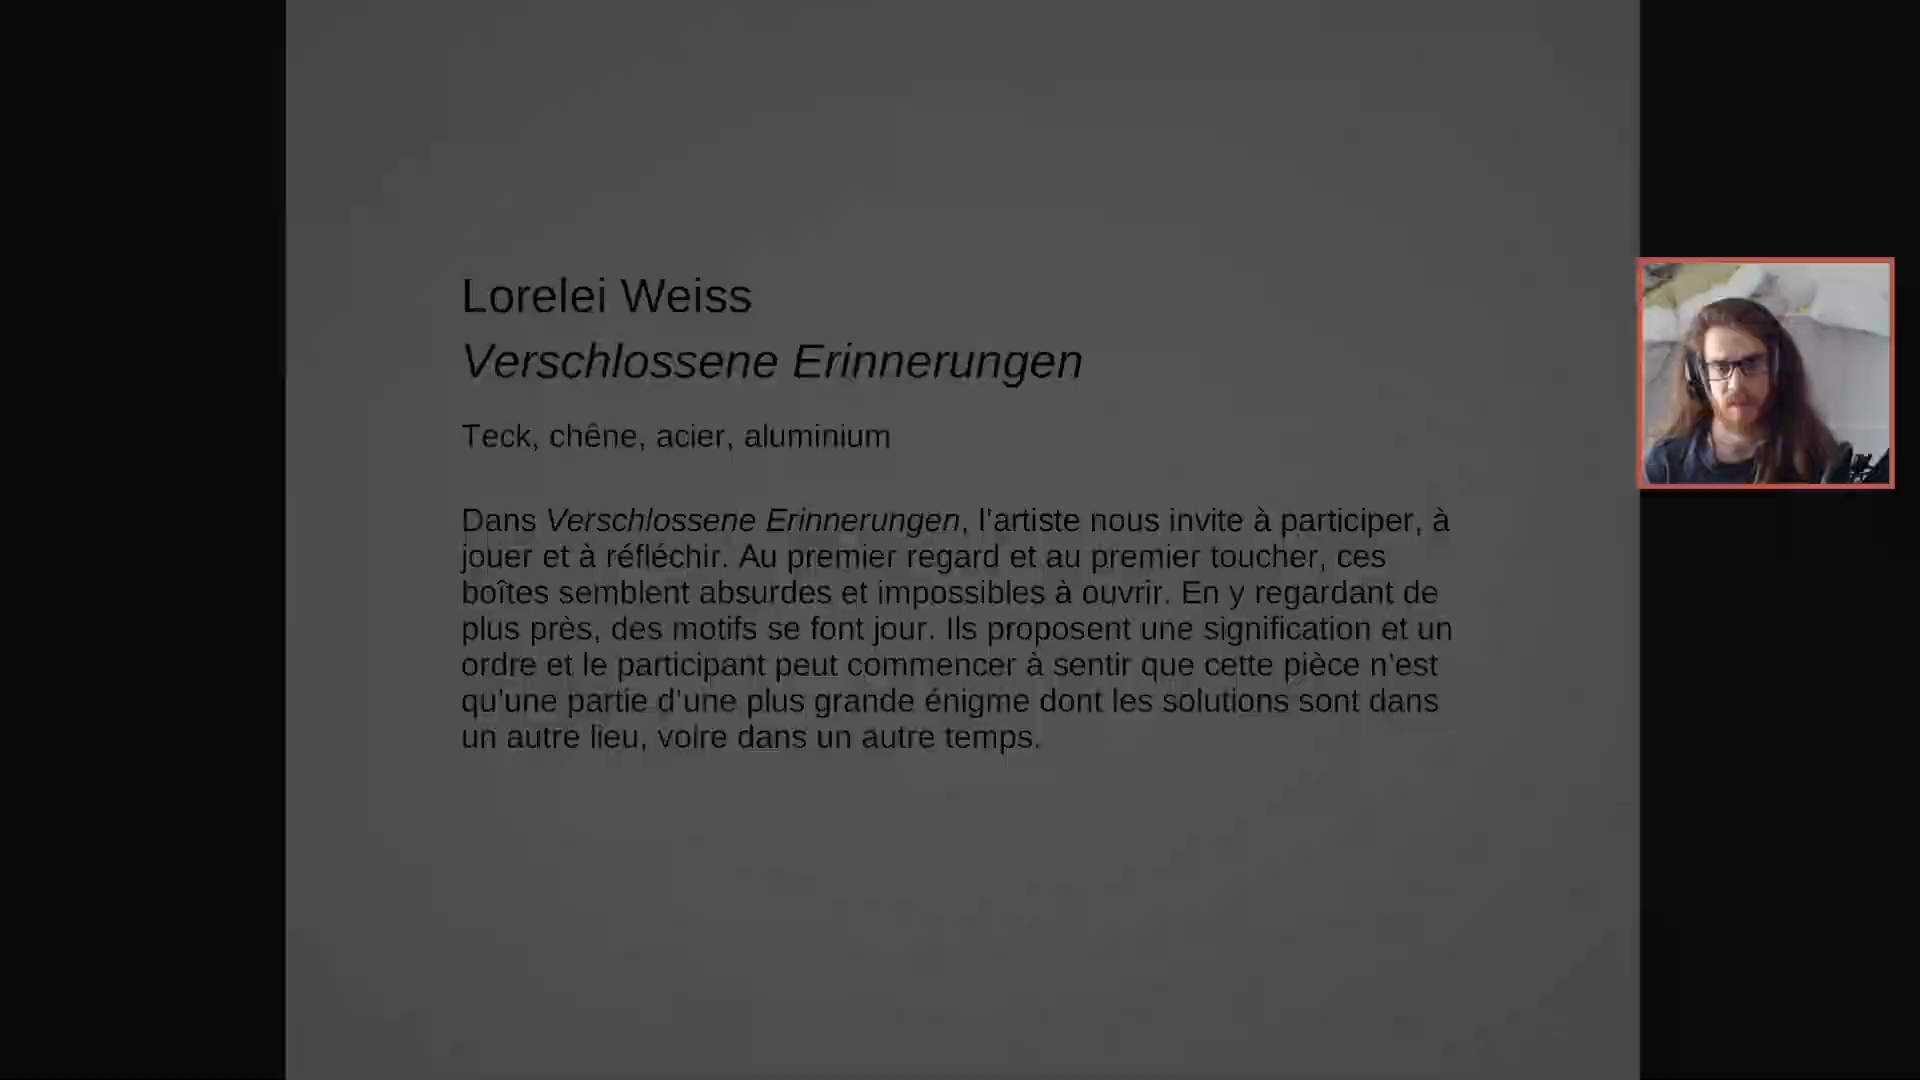 Lorelei Weiss
Verschlossene Erinnerungen
Teck, chêne, acier, aluminium
Dans Verschlossene Erinnerungen, l'artiste nous invite à participer, à
jouer et à réfléchir. Au premier regard et au premier toucher, ces
boîtes semblent absurdes et impossibles à ouvrir. En y regardant de
plus près, des motifs se font jour. Ils proposent une signification et un
ordre et le participant peut commencer à sentir que cette pièce n'est
qu'une partie d'une plus grande énigme dont les solutions sont dans
un autre lieu, voire dans un autre temps.